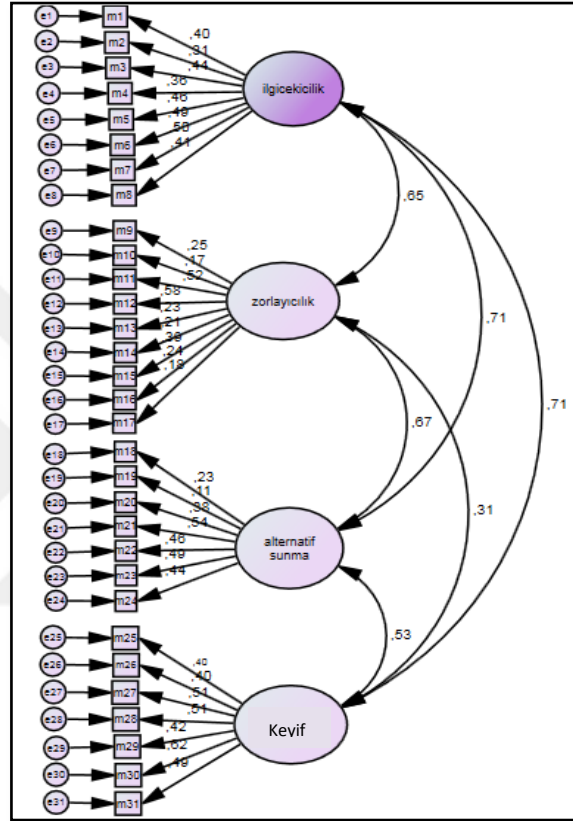 e1 m1
e2 m2
e3 m3
e4 m4
e5 m5
e6 m6
e7 m7
e8 m8
,40
,31
,44
,36
,46
,49
,58
,41
ilgicekicilik
,65
e9 m9
e10 m10
e11 m11
e12 m12
e13 m13
e14 m14
e15 m15
e16 m16
e17 m17
,25
,17
,52
,58
,23
,21
,39
,24
,18
zorlayıcılık
,71
,71
,67
,31
e18 m18
e19 m19
e20 m20
e21 m21
e22 m22
e23 m23
e24 m24
,23
,11
,38
,54
,46
,49
,44
alternatif
sunma
,53
e25 m25
e26 m26
e27 m27
e28 m28
e29 m29
e30 m30
e31 m31
,40
,40
,51
,51
,42
,62
,49
Keyif